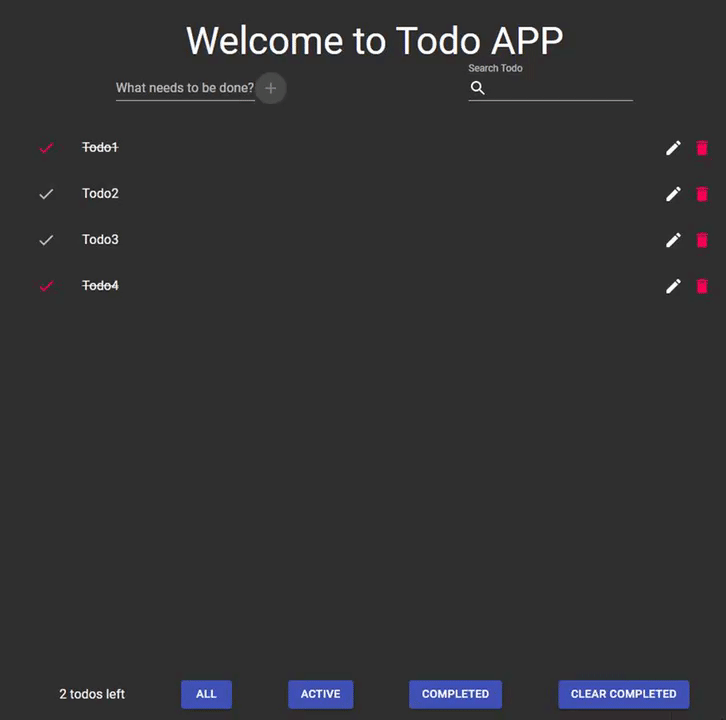 Welcome to Todo APP
What needs to be done?
Search Todo
Todo1
Todo2
Todo3
Todo4
2 todos left
ALL
ACTIVE
COMPLETED
CLEAR COMPLETED